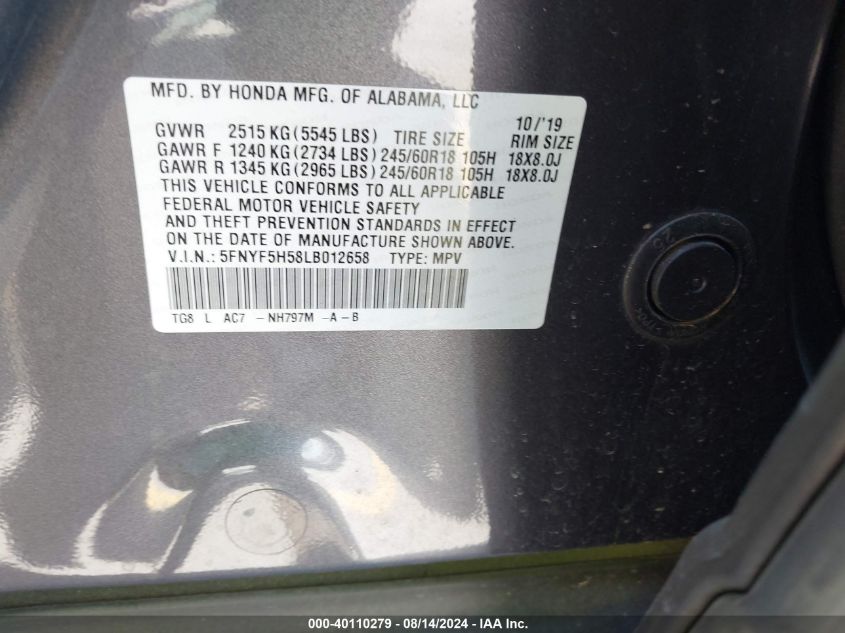 MFD. BY HONDA MFG. OF ALABAMA, LLC
10/'19
GVWR 2515 KG (5545 LBS) TIRE SIZE RIM SIZE
GAWR F 1240 KG (2734 LBS) 245/60R18 105H 18X8.0J
GAWR R 1345 KG (2965 LBS) 245/60R18 105H 18X8.0J
THIS VEHICLE CONFORMS TO ALL APPLICABLE
FEDERAL MOTOR VEHICLE SAFETY
AND THEFT PREVENTION STANDARDS IN EFFECT
ON THE DATE OF MANUFACTURE SHOWN ABOVE.
V.I.N.: 5FNYF5H58LB012658 TYPE: MPV
TG8 L AC7 - NH797M -A - B
000-40110279 - 08/14/2024 - IAA Inc.